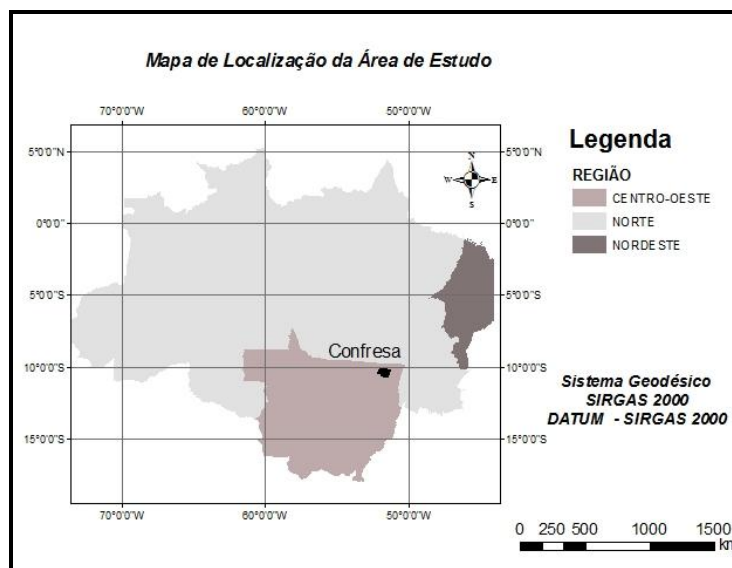 Mapa de Localização da Área de Estudo
70°0'0"W 60°0'0"W 50°0'0"W
5°0'0"N 5°0'0"N
0°0'0" 0°0'0"
5°0'0"S 5°0'0"S
10°0'0"S 10°0'0"S
15°0'0"S 15°0'0"S
70°0'0"W 60°0'0"W 50°0'0"W
Confresa
N
W E
S
Legenda
REGIÃO
CENTRO-OESTE
NORTE
NORDESTE
Sistema Geodésico
SIRGAS 2000
DATUM - SIRGAS 2000
0 250 500 1000 1500
km